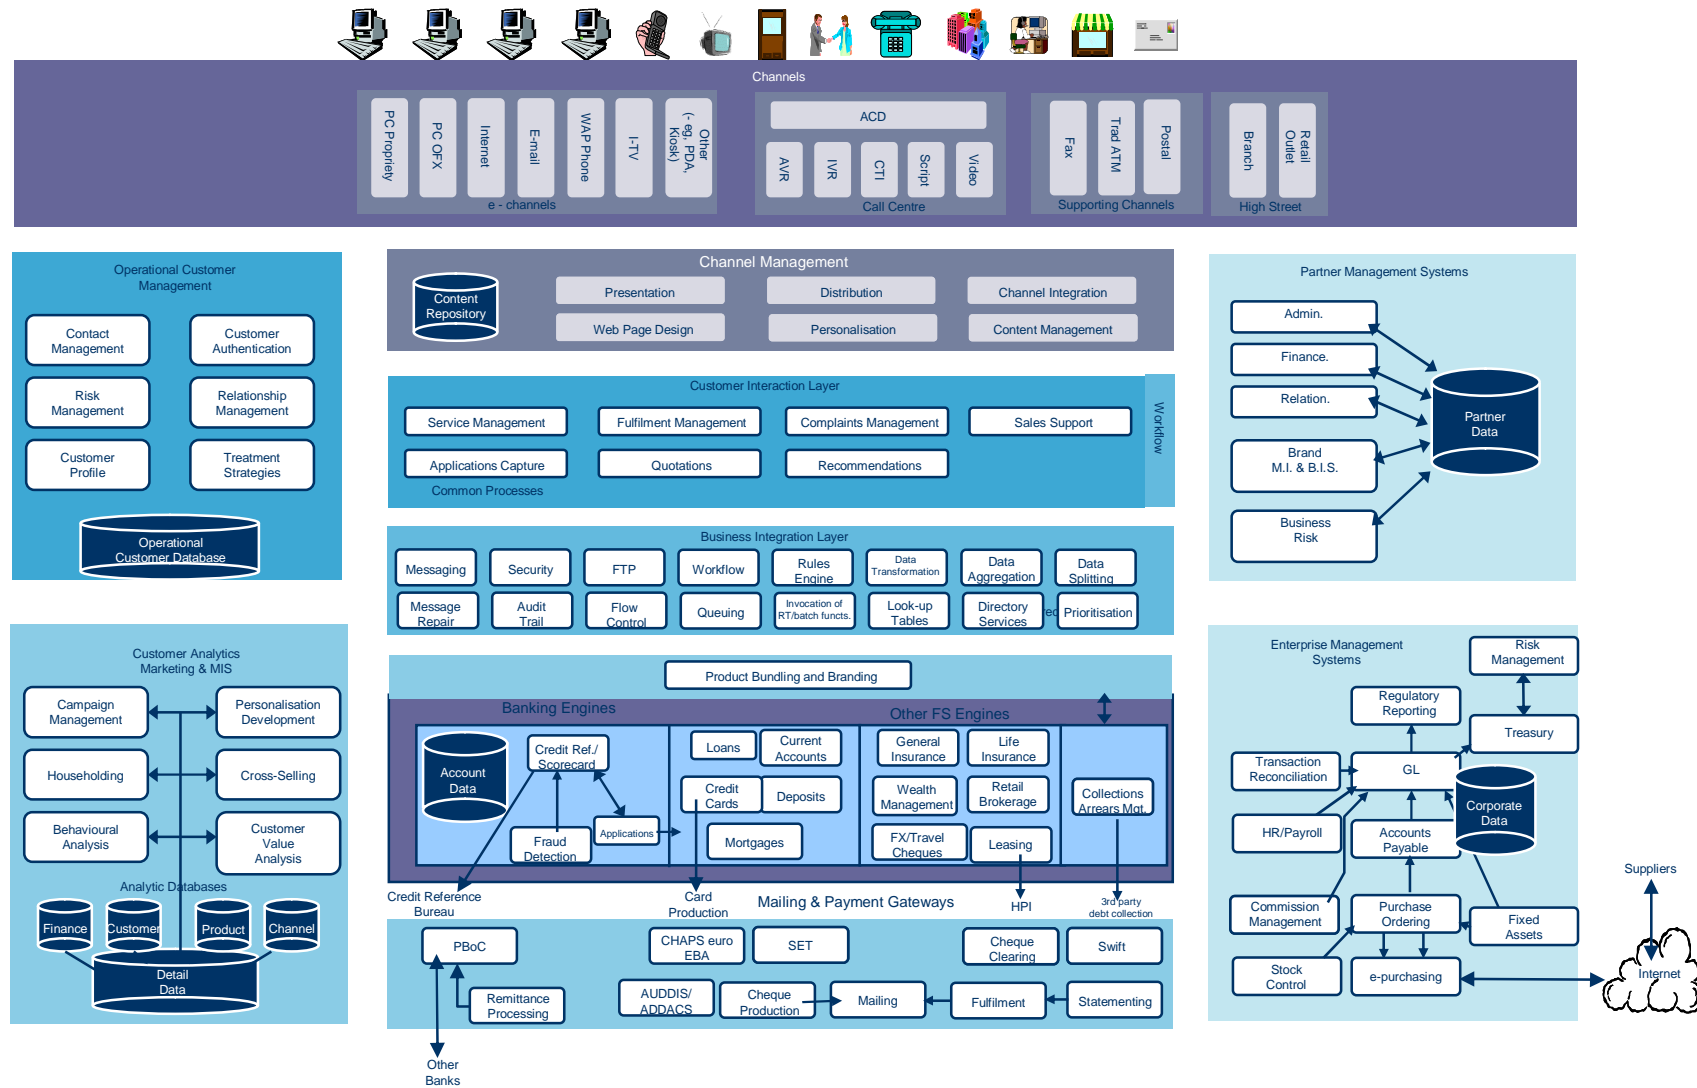 Channels
PC Propriety
PC OFX
Internet
E-mail
WAP Phone
I-TV
Other
(- eg, PDA,
Kiosk)
e - channels
ACD
AVR
IVR
CTI
Script
Video
Call Centre
Fax
Trad ATM
Postal
Supporting Channels
Branch
Retail
Outlet
High Street
Operational Customer
Management
Contact
Management
Customer
Authentication
Risk
Management
Relationship
Management
Customer
Profile
Treatment
Strategies
Operational
Customer Database
Channel Management
Content
Repository
Presentation
Distribution
Channel Integration
Web Page Design
Personalisation
Content Management
Customer Interaction Layer
Service Management
Fulfilment Management
Complaints Management
Sales Support
Applications Capture
Quotations
Recommendations
Common Processes
Workflow
Partner Management Systems
Admin.
Finance.
Relation.
Brand
M.I. & B.I.S.
Business
Risk
Partner
Data
Business Integration Layer
Messaging
Security
FTP
Workflow
Rules
Engine
Data
Transformation
Data
Aggregation
Data
Splitting
Message
Repair
Audit
Trail
Flow
Control
Queuing
Invocation of
RT/batch functs.
Look-up
Tables
Directory
Services
Prioritisation
Customer Analytics
Marketing & MIS
Campaign
Management
Personalisation
Development
Householding
Cross-Selling
Behavioural
Analysis
Customer
Value
Analysis
Analytic Databases
Finance
Customer
Product
Channel
Detail
Data
Product Bundling and Branding
Banking Engines
Other FS Engines
Account
Data
Credit Ref./
Scorecard
Fraud
Detection
Applications
Loans
Current
Accounts
Credit
Cards
Deposits
Mortgages
General
Insurance
Life
Insurance
Wealth
Management
Retail
Brokerage
FX/Travel
Cheques
Leasing
Collections
Arrears Mgt.
Credit Reference
Bureau
Card
Production
Mailing & Payment Gateways
HPI
3rd party
debt collection
PBoC
CHAPS euro
EBA
SET
Cheque
Clearing
Swift
Remittance
Processing
AUDDIS/
ADDACS
Cheque
Production
Mailing
Fulfilment
Statementing
Other
Banks
Enterprise Management
Systems
Risk
Management
Regulatory
Reporting
Treasury
Transaction
Reconciliation
GL
Corporate
Data
HR/Payroll
Accounts
Payable
Commission
Management
Purchase
Ordering
Fixed
Assets
Stock
Control
e-purchasing
Suppliers
Internet